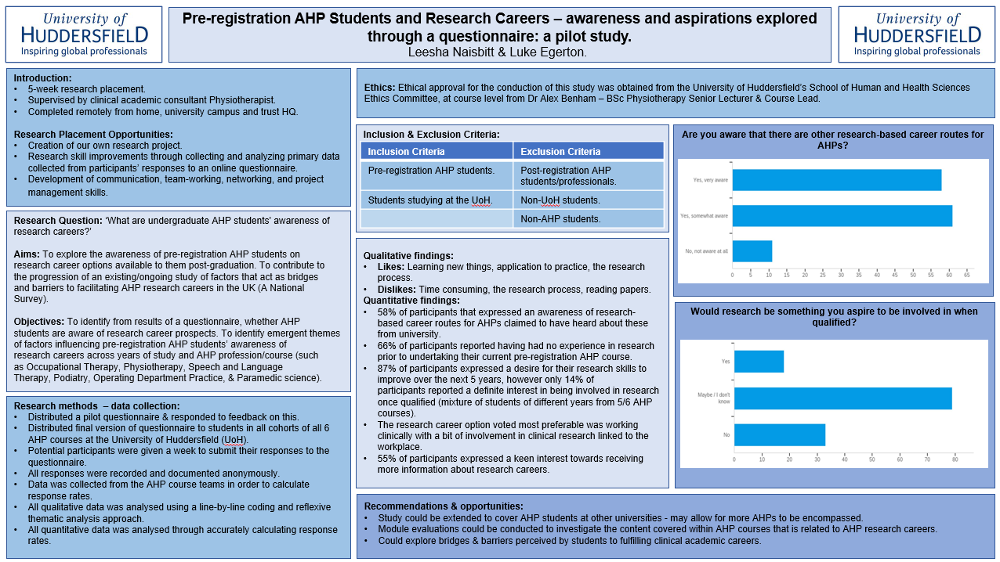 University of
HUDDERSFIELD
Inspiring global professionals
Pre-registration AHP Students and Research Careers – awareness and aspirations explored
through a questionnaire: a pilot study.
Leesha Naisbitt & Luke Egerton.
University of
HUDDERSFIELD
Inspiring global professionals
Introduction:
• 5-week research placement.
• Supervised by clinical academic consultant Physiotherapist.
• Completed remotely from home, university campus and trust HQ.
Research Placement Opportunities:
• Creation of our own research project.
• Research skill improvements through collecting and analyzing primary data
collected from participants' responses to an online questionnaire.
• Development of communication, team-working, networking, and project
management skills.
Research Question: 'What are undergraduate AHP students' awareness of
research careers?'
Aims: To explore the awareness of pre-registration AHP students on
research career options available to them post-graduation. To contribute to
the progression of an existing/ongoing study of factors that act as bridges
and barriers to facilitating AHP research careers in the UK (A National
Survey).
Objectives: To identify from results of a questionnaire, whether AHP
students are aware of research career prospects. To identify emergent themes
of factors influencing pre-registration AHP students' awareness of
research careers across years of study and AHP profession/course (such
as Occupational Therapy, Physiotherapy, Speech and Language
Therapy, Podiatry, Operating Department Practice, & Paramedic science).
Research methods – data collection:
• Distributed a pilot questionnaire & responded to feedback on this.
• Distributed final version of questionnaire to students in all cohorts of all 6
AHP courses at the University of Huddersfield (UoH).
• Potential participants were given a week to submit their responses to the
questionnaire.
• All responses were recorded and documented anonymously.
• Data was collected from the AHP course teams in order to calculate
response rates.
• All qualitative data was analysed using a line-by-line coding and reflexive
thematic analysis approach.
• All quantitative data was analysed through accurately calculating response
rates.
Ethics: Ethical approval for the conduction of this study was obtained from the University of Huddersfield's School of Human and Health Sciences
Ethics Committee, at course level from Dr Alex Benham – BSc Physiotherapy Senior Lecturer & Course Lead.
Inclusion & Exclusion Criteria:
Inclusion Criteria Exclusion Criteria
Pre-registration AHP students. Post-registration AHP
students/professionals.
Students studying at the UoH. Non-UoH students.
Non-AHP students.
Qualitative findings:
• Likes: Learning new things, application to practice, the research
process.
• Dislikes: Time consuming, the research process, reading papers.
Quantitative findings:
• 58% of participants that expressed an awareness of research-
based career routes for AHPs claimed to have heard about these
from university.
• 66% of participants reported having had no experience in research
prior to undertaking their current pre-registration AHP course.
• 87% of participants expressed a desire for their research skills to
improve over the next 5 years, however only 14% of
participants reported a definite interest in being involved in research
once qualified (mixture of students of different years from 5/6 AHP
courses).
• The research career option voted most preferable was working
clinically with a bit of involvement in clinical research linked to the
workplace.
• 55% of participants expressed a keen interest towards receiving
more information about research careers.
Are you aware that there are other research-based career routes for
AHPs?
Yes, very aware
Yes, somewhat aware
No, not aware at all
0 5 10 15 20 25 30 35 40 45 50 55 60 65
Would research be something you aspire to be involved in when
qualified?
Yes
Maybe / I don't
know
No
0 10 20 30 40 50 60 70 80
Recommendations & opportunities:
• Study could be extended to cover AHP students at other universities - may allow for more AHPs to be encompassed.
• Module evaluations could be conducted to investigate the content covered within AHP courses that is related to AHP research careers.
• Could explore bridges & barriers perceived by students to fulfilling clinical academic careers.